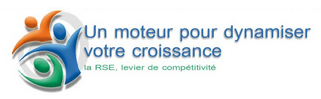 Un moteur pour dynamiser
votre croissance
la RSE, levier de compétitivité